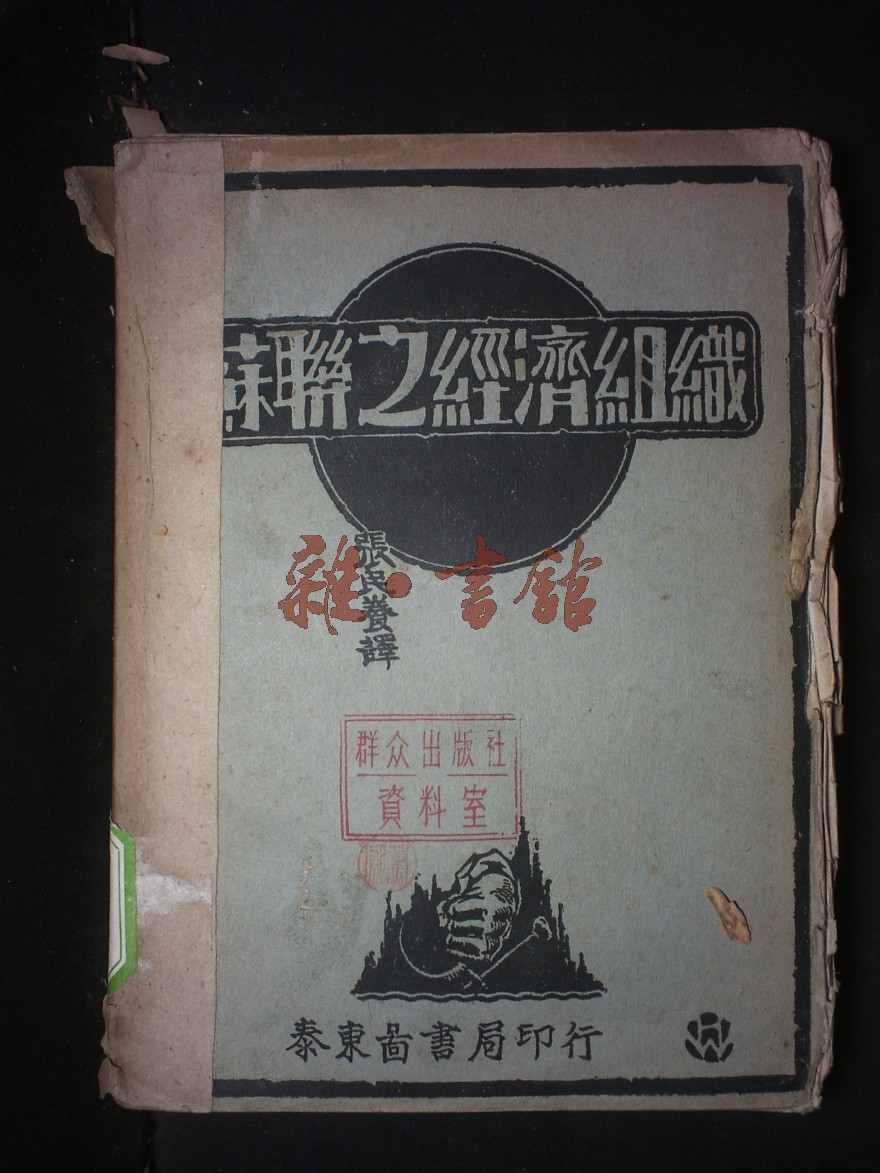 蘇聯之經濟組織
張民養譯
雜·書館
群众出版社
資料室
泰東啚書局印行